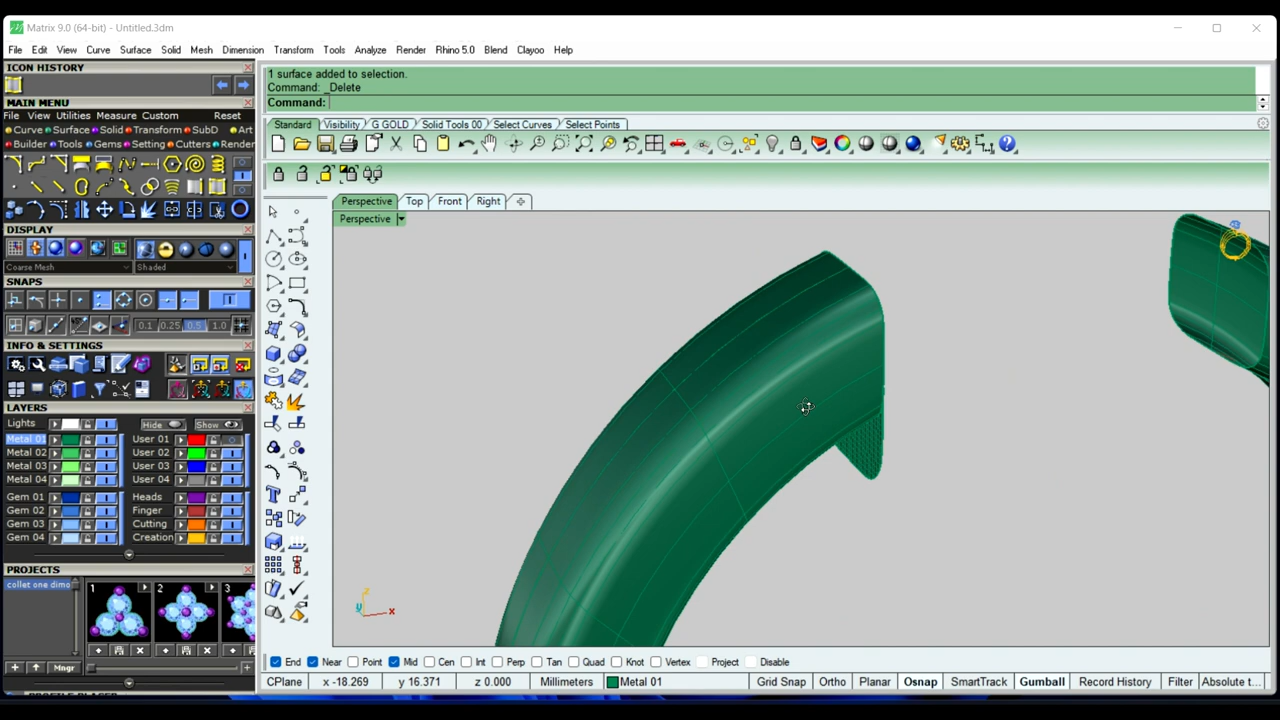 Matrix 9.0 (64-bit) - Untitled.3dm
File Edit View Curve Surface Solid Mesh Dimension Transform Tools Analyze Render Rhino 5.0 Blend Clayoo Help
ICON HISTORY
MAIN MENU
File View Utilities Measure Custom Reset
Curve Surface Solid Transform SubD Art
Builder Tools Gems Setting Cutters Render
DISPLAY
Coarse Mesh Shaded
SNAPS
0.1 0.25 0.5 1.0
INFO & SETTINGS
LAYERS
Lights Hide Show
Metal 01 User 01
Metal 02 User 02
Metal 03 User 03
Metal 04 User 04
Gem 01 Heads
Gem 02 Finger
Gem 03 Cutting
Gem 04 Creation
PROJECTS
collet one dimo
1 2 3
Mngr
1 surface added to selection.
Command: _Delete
Command:
Standard Visibility G GOLD Solid Tools 00 Select Curves Select Points
Perspective Top Front Right
Perspective
z
y x
End Near Point Mid Cen Int Perp Tan Quad Knot Vertex Project Disable
CPlane x -18.269 y 16.371 z 0.000 Millimeters Metal 01 Grid Snap Ortho Planar Osnap SmartTrack Gumball Record History Filter Absolute t...